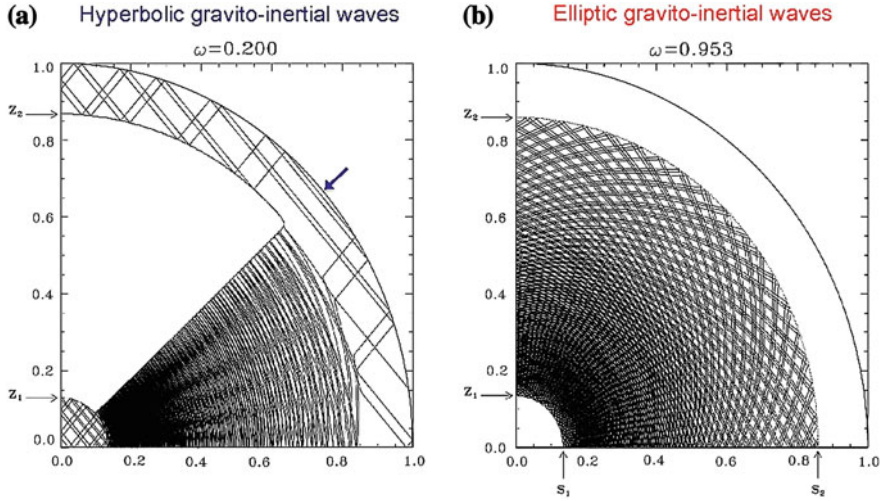 (a) Hyperbolic gravito-inertial waves
ω=0.200
1.0
Z₂
0.8
0.6
0.4
0.2
Z₁
0.0
0.0 0.2 0.4 0.6 0.8 1.0
(b) Elliptic gravito-inertial waves
ω=0.953
1.0
Z₂
0.8
0.6
0.4
0.2
Z₁
0.0
0.0 0.2 0.4 0.6 0.8 1.0
S₁ S₂